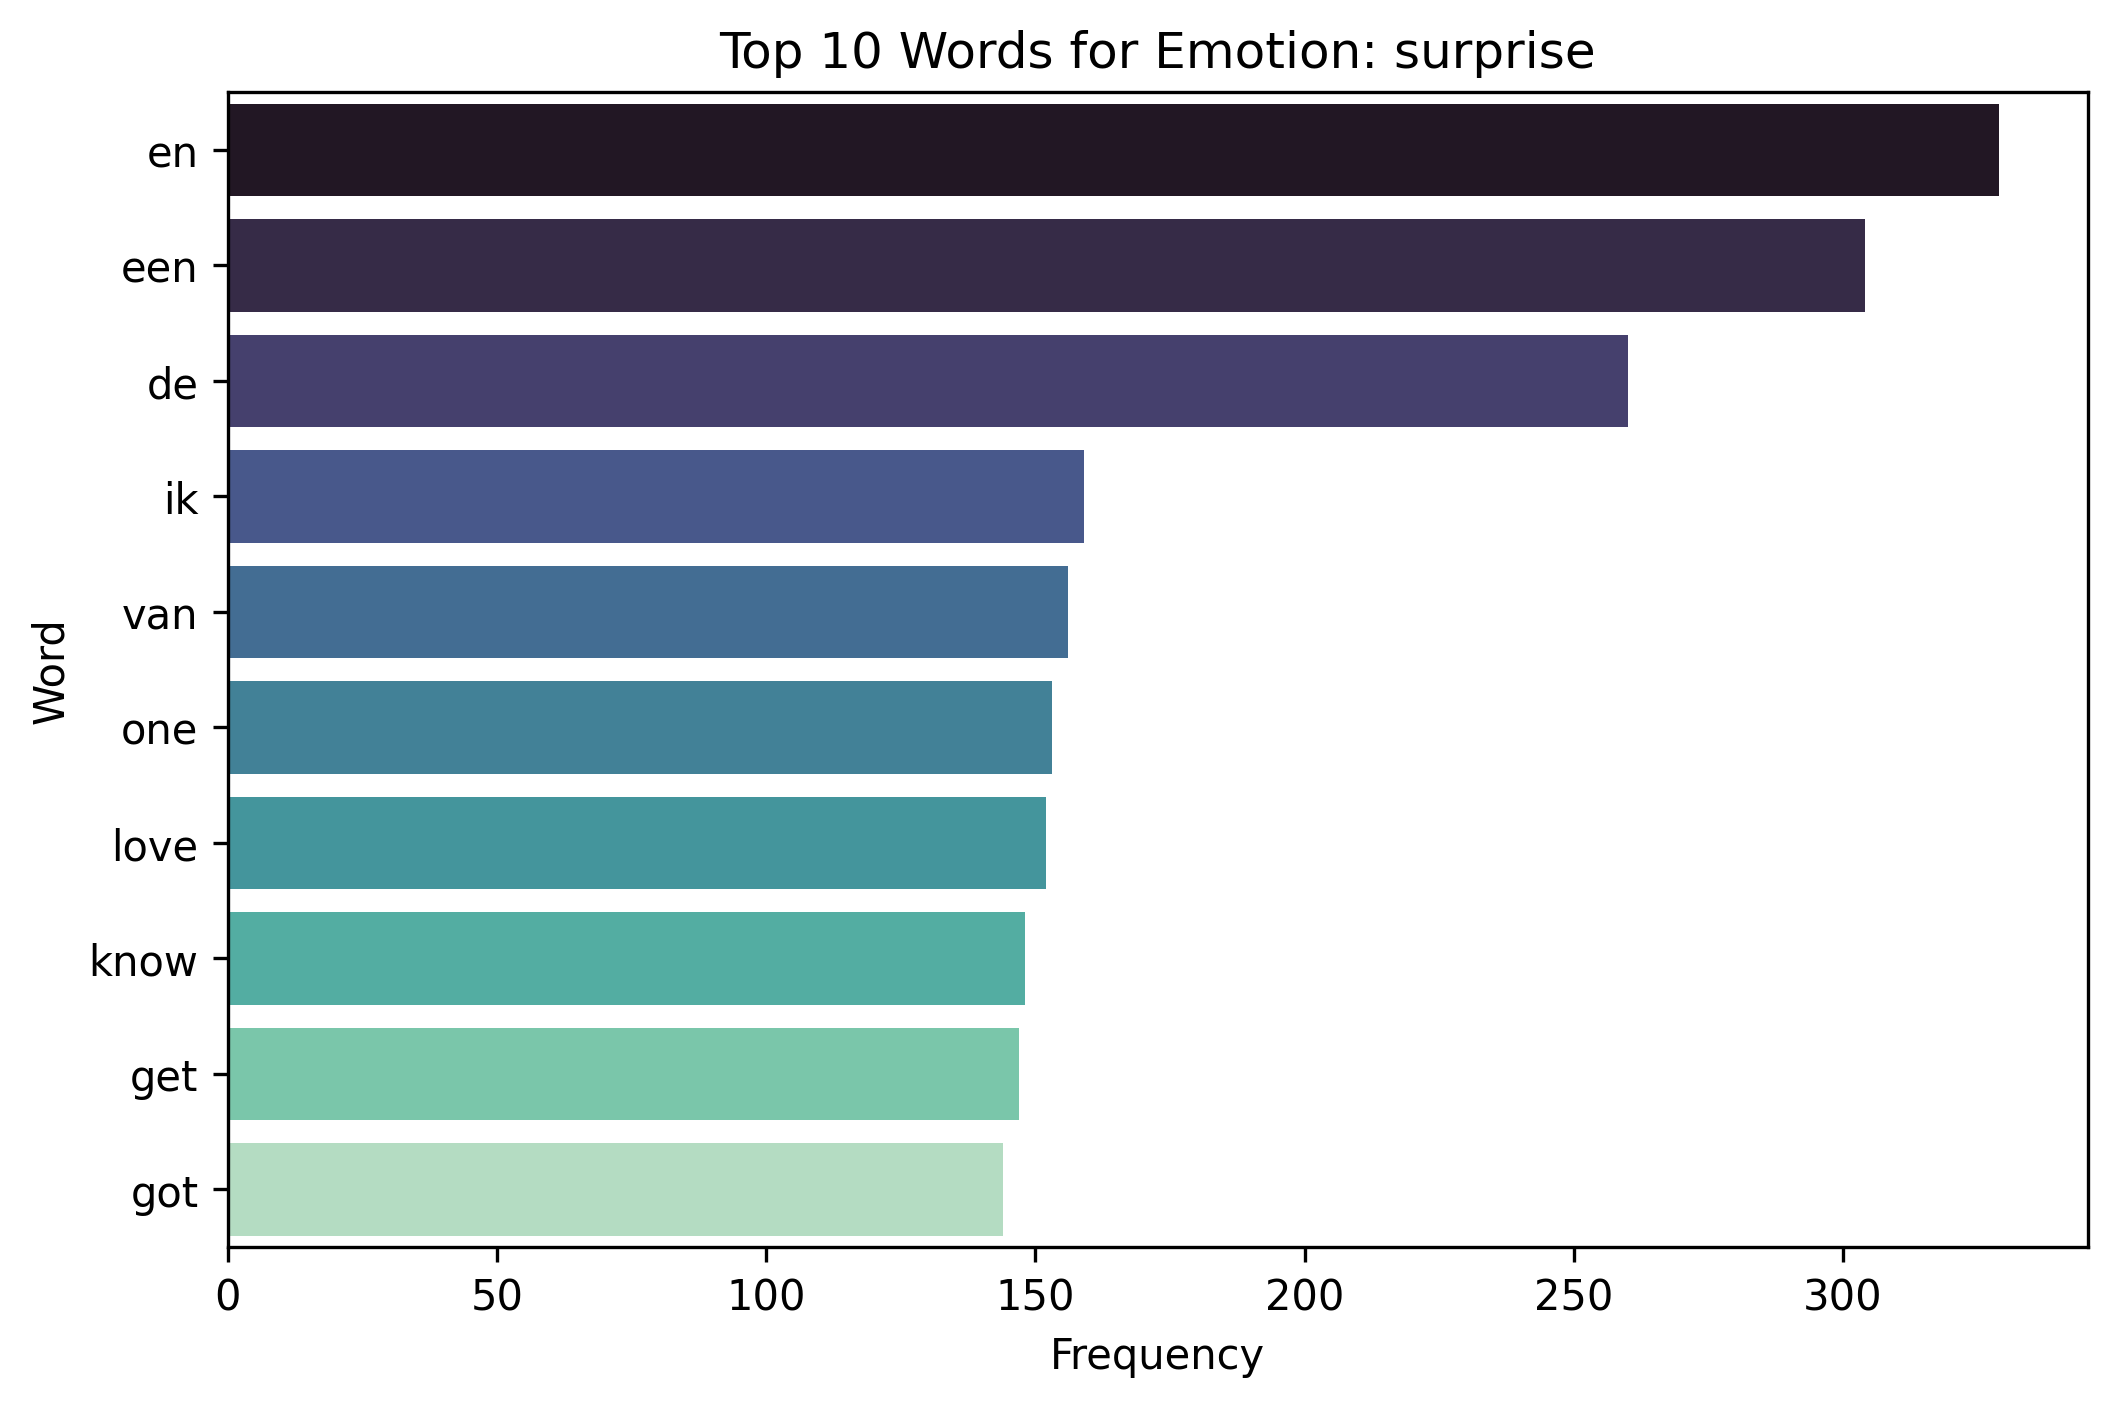 Top 10 Words for Emotion: surprise
en
een
de
ik
van
one
love
know
get
got
Word
0 50 100 150 200 250 300
Frequency